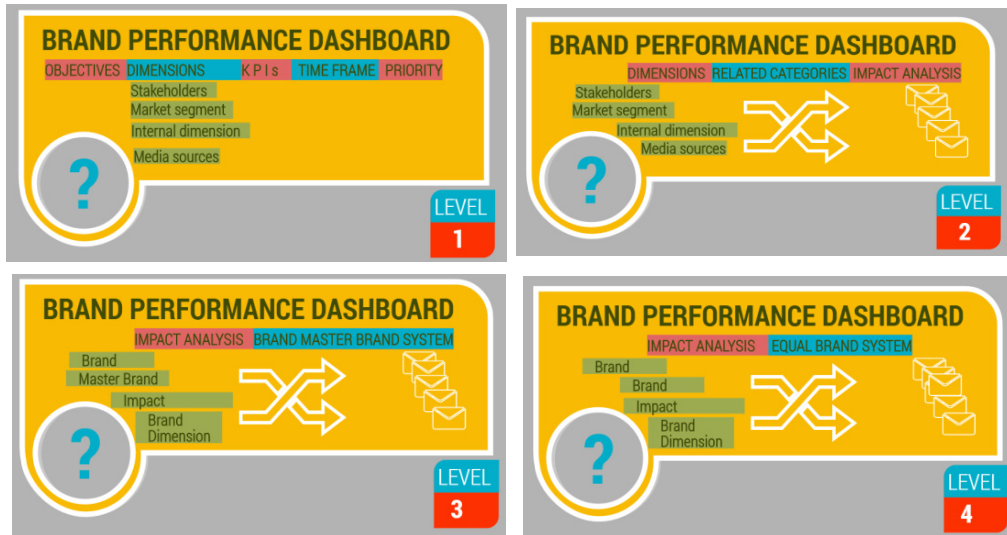 BRAND PERFORMANCE DASHBOARD
OBJECTIVES DIMENSIONS K P I s TIME FRAME PRIORITY
Stakeholders
Market segment
Internal dimension
Media sources
?
LEVEL
1
BRAND PERFORMANCE DASHBOARD
DIMENSIONS RELATED CATEGORIES IMPACT ANALYSIS
Stakeholders
Market segment
Internal dimension
Media sources
?
LEVEL
2
BRAND PERFORMANCE DASHBOARD
IMPACT ANALYSIS BRAND MASTER BRAND SYSTEM
Brand
Master Brand
Impact
Brand
Dimension
?
LEVEL
3
BRAND PERFORMANCE DASHBOARD
IMPACT ANALYSIS EQUAL BRAND SYSTEM
Brand
Brand
Impact
Brand
Dimension
?
LEVEL
4